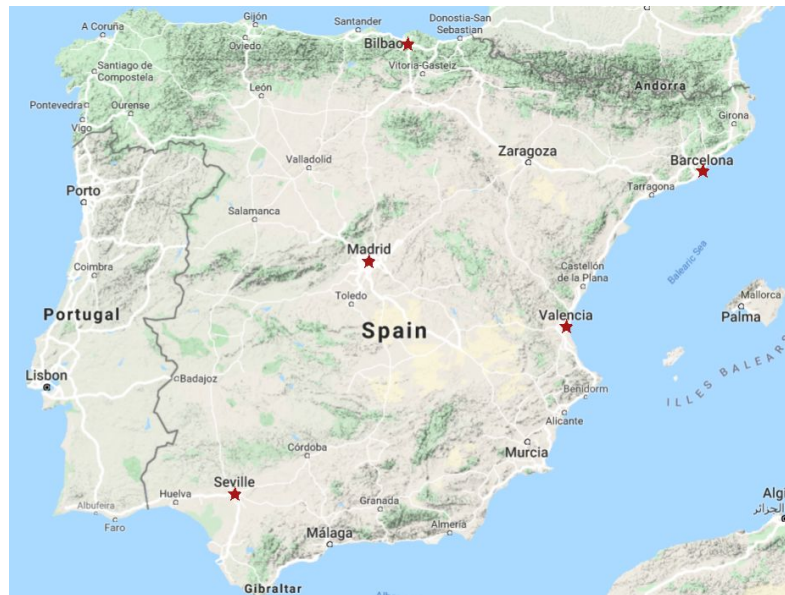 A Coruña
Gijón
Oviedo
Santander
Bilbao
Donostia-San
Sebastian
Vitoria-Gasteiz
Santiago de
Compostela
León
Andorra
Pontevedra
Ourense
Vigo
Girona
Valladolid
Zaragoza
Barcelona
Porto
Tarragona
Salamanca
Madrid
Balearic Sea
Coimbra
Castellón
de la Plana
Toledo
Mallorca
Portugal
Spain
Valencia
Palma
Lisbon
Badajoz
Benidorm
ILLES BALEARS
Alicante
Córdoba
Murcia
Seville
Huelva
Granada
Albufeira
Faro
Málaga
Almería
Algi
الجزائر
Gibraltar